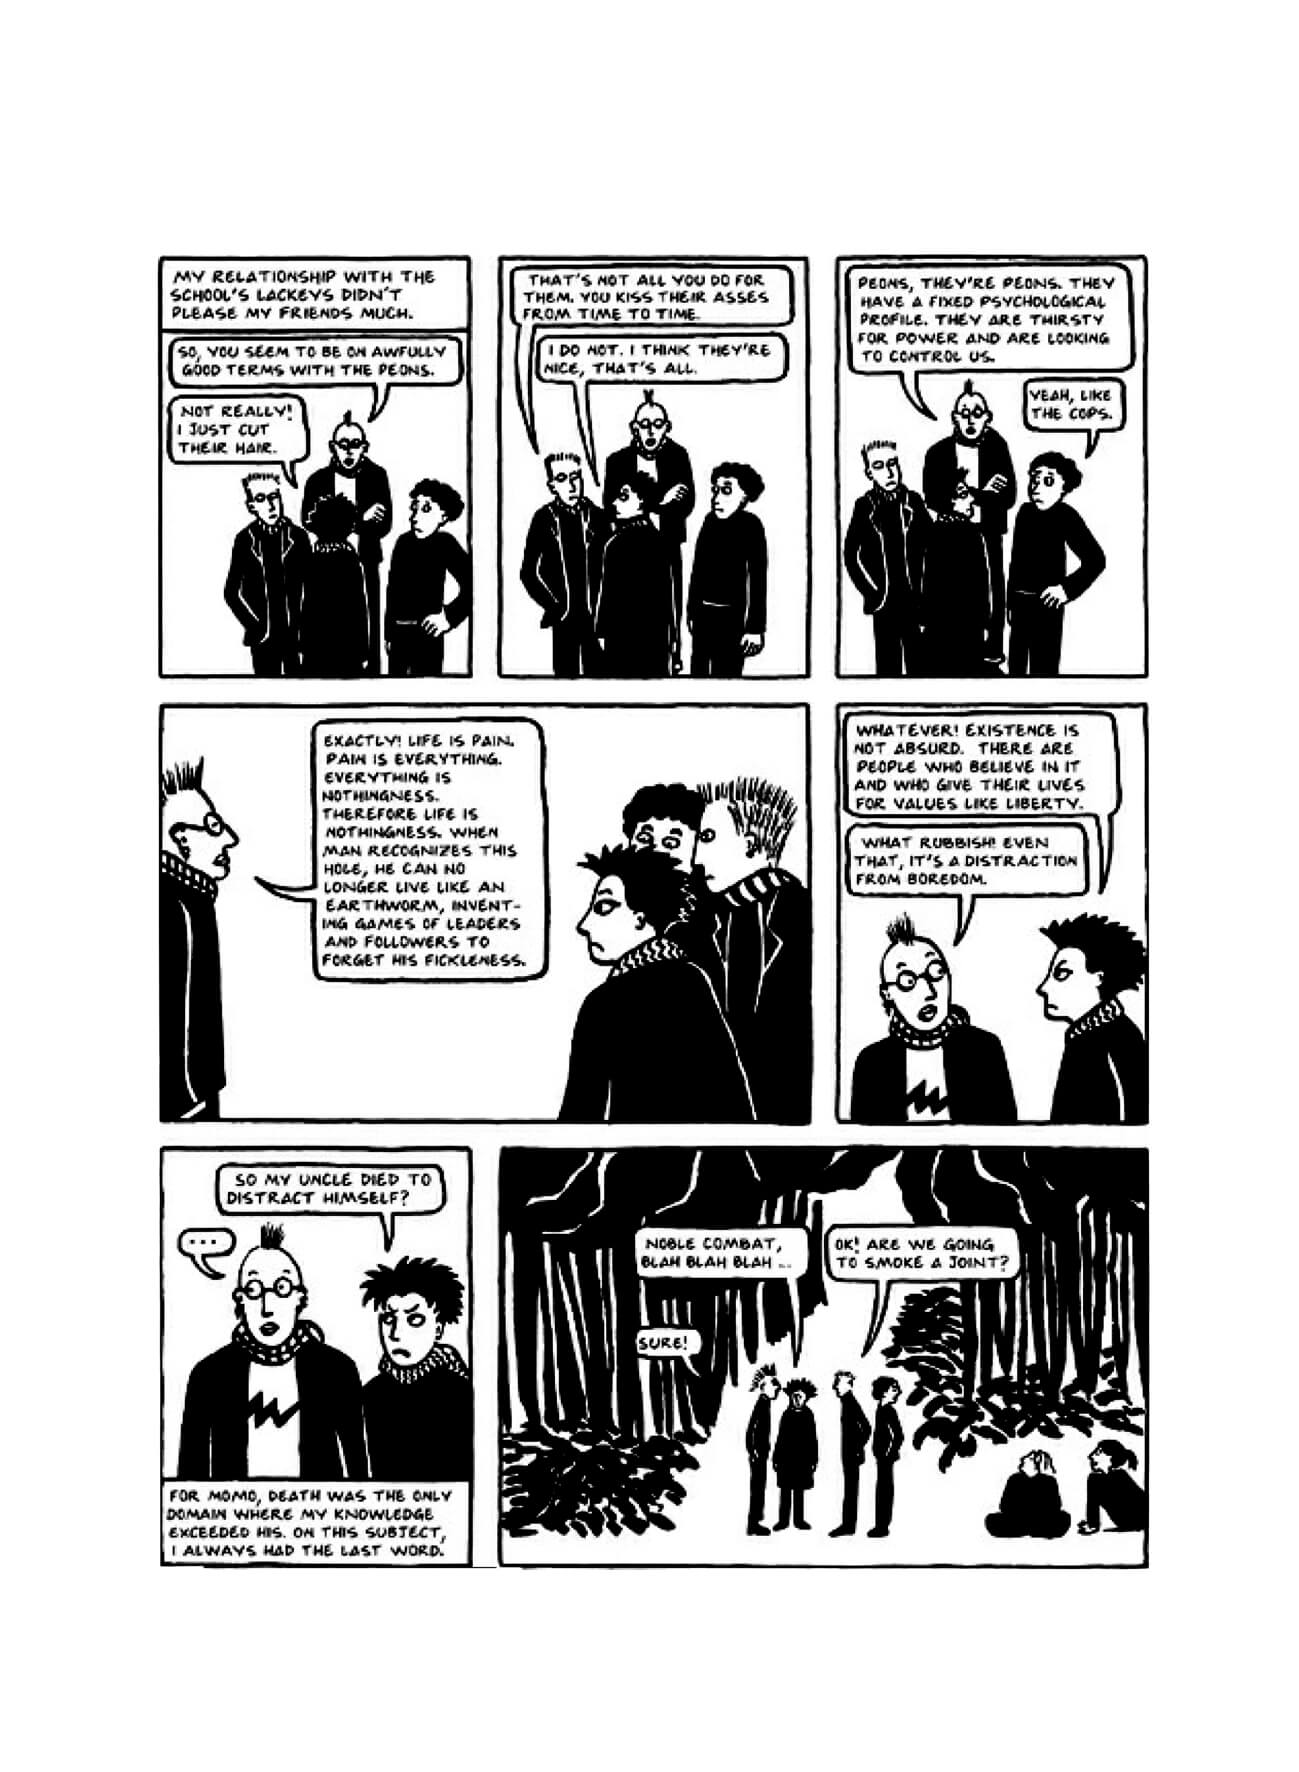 MY RELATIONSHIP WITH THE
SCHOOL'S LACKEYS DIDN'T
PLEASE MY FRIENDS MUCH.
SO, YOU SEEM TO BE ON AWFULLY
GOOD TERMS WITH THE PEONS.
NOT REALLY!
I JUST CUT
THEIR HAIR.
THAT'S NOT ALL YOU DO FOR
THEM. YOU KISS THEIR ASSES
FROM TIME TO TIME.
I DO NOT. I THINK THEY'RE
NICE, THAT'S ALL.
PEONS, THEY'RE PEONS. THEY
HAVE A FIXED PSYCHOLOGICAL
PROFILE. THEY ARE THIRSTY
FOR POWER AND ARE LOOKING
TO CONTROL US.
YEAH, LIKE
THE COPS.
EXACTLY! LIFE IS PAIN.
PAIN IS EVERYTHING.
EVERYTHING IS
NOTHINGNESS.
THEREFORE LIFE IS
NOTHINGNESS. WHEN
MAN RECOGNIZES THIS
HOLE, HE CAN NO
LONGER LIVE LIKE AN
EARTHWORM, INVENT-
ING GAMES OF LEADERS
AND FOLLOWERS TO
FORGET HIS FICKLENESS.
WHATEVER! EXISTENCE IS
NOT ABSURD. THERE ARE
PEOPLE WHO BELIEVE IN IT
AND WHO GIVE THEIR LIVES
FOR VALUES LIKE LIBERTY.
WHAT RUBBISH! EVEN
THAT, IT'S A DISTRACTION
FROM BOREDOM.
SO MY UNCLE DIED TO
DISTRACT HIMSELF?
...
FOR MOMO, DEATH WAS THE ONLY
DOMAIN WHERE MY KNOWLEDGE
EXCEEDED HIS. ON THIS SUBJECT,
I ALWAYS HAD THE LAST WORD.
NOBLE COMBAT,
BLAH BLAH BLAH ...
OK! ARE WE GOING
TO SMOKE A JOINT?
SURE!